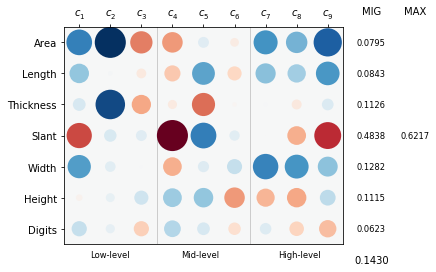 c1 c2 c3 c4 c5 c6 c7 c8 c9 MIG MAX
Area 0.0795
Length 0.0843
Thickness 0.1126
Slant 0.4838 0.6217
Width 0.1282
Height 0.1115
Digits 0.0623
Low-level Mid-level High-level
0.1430